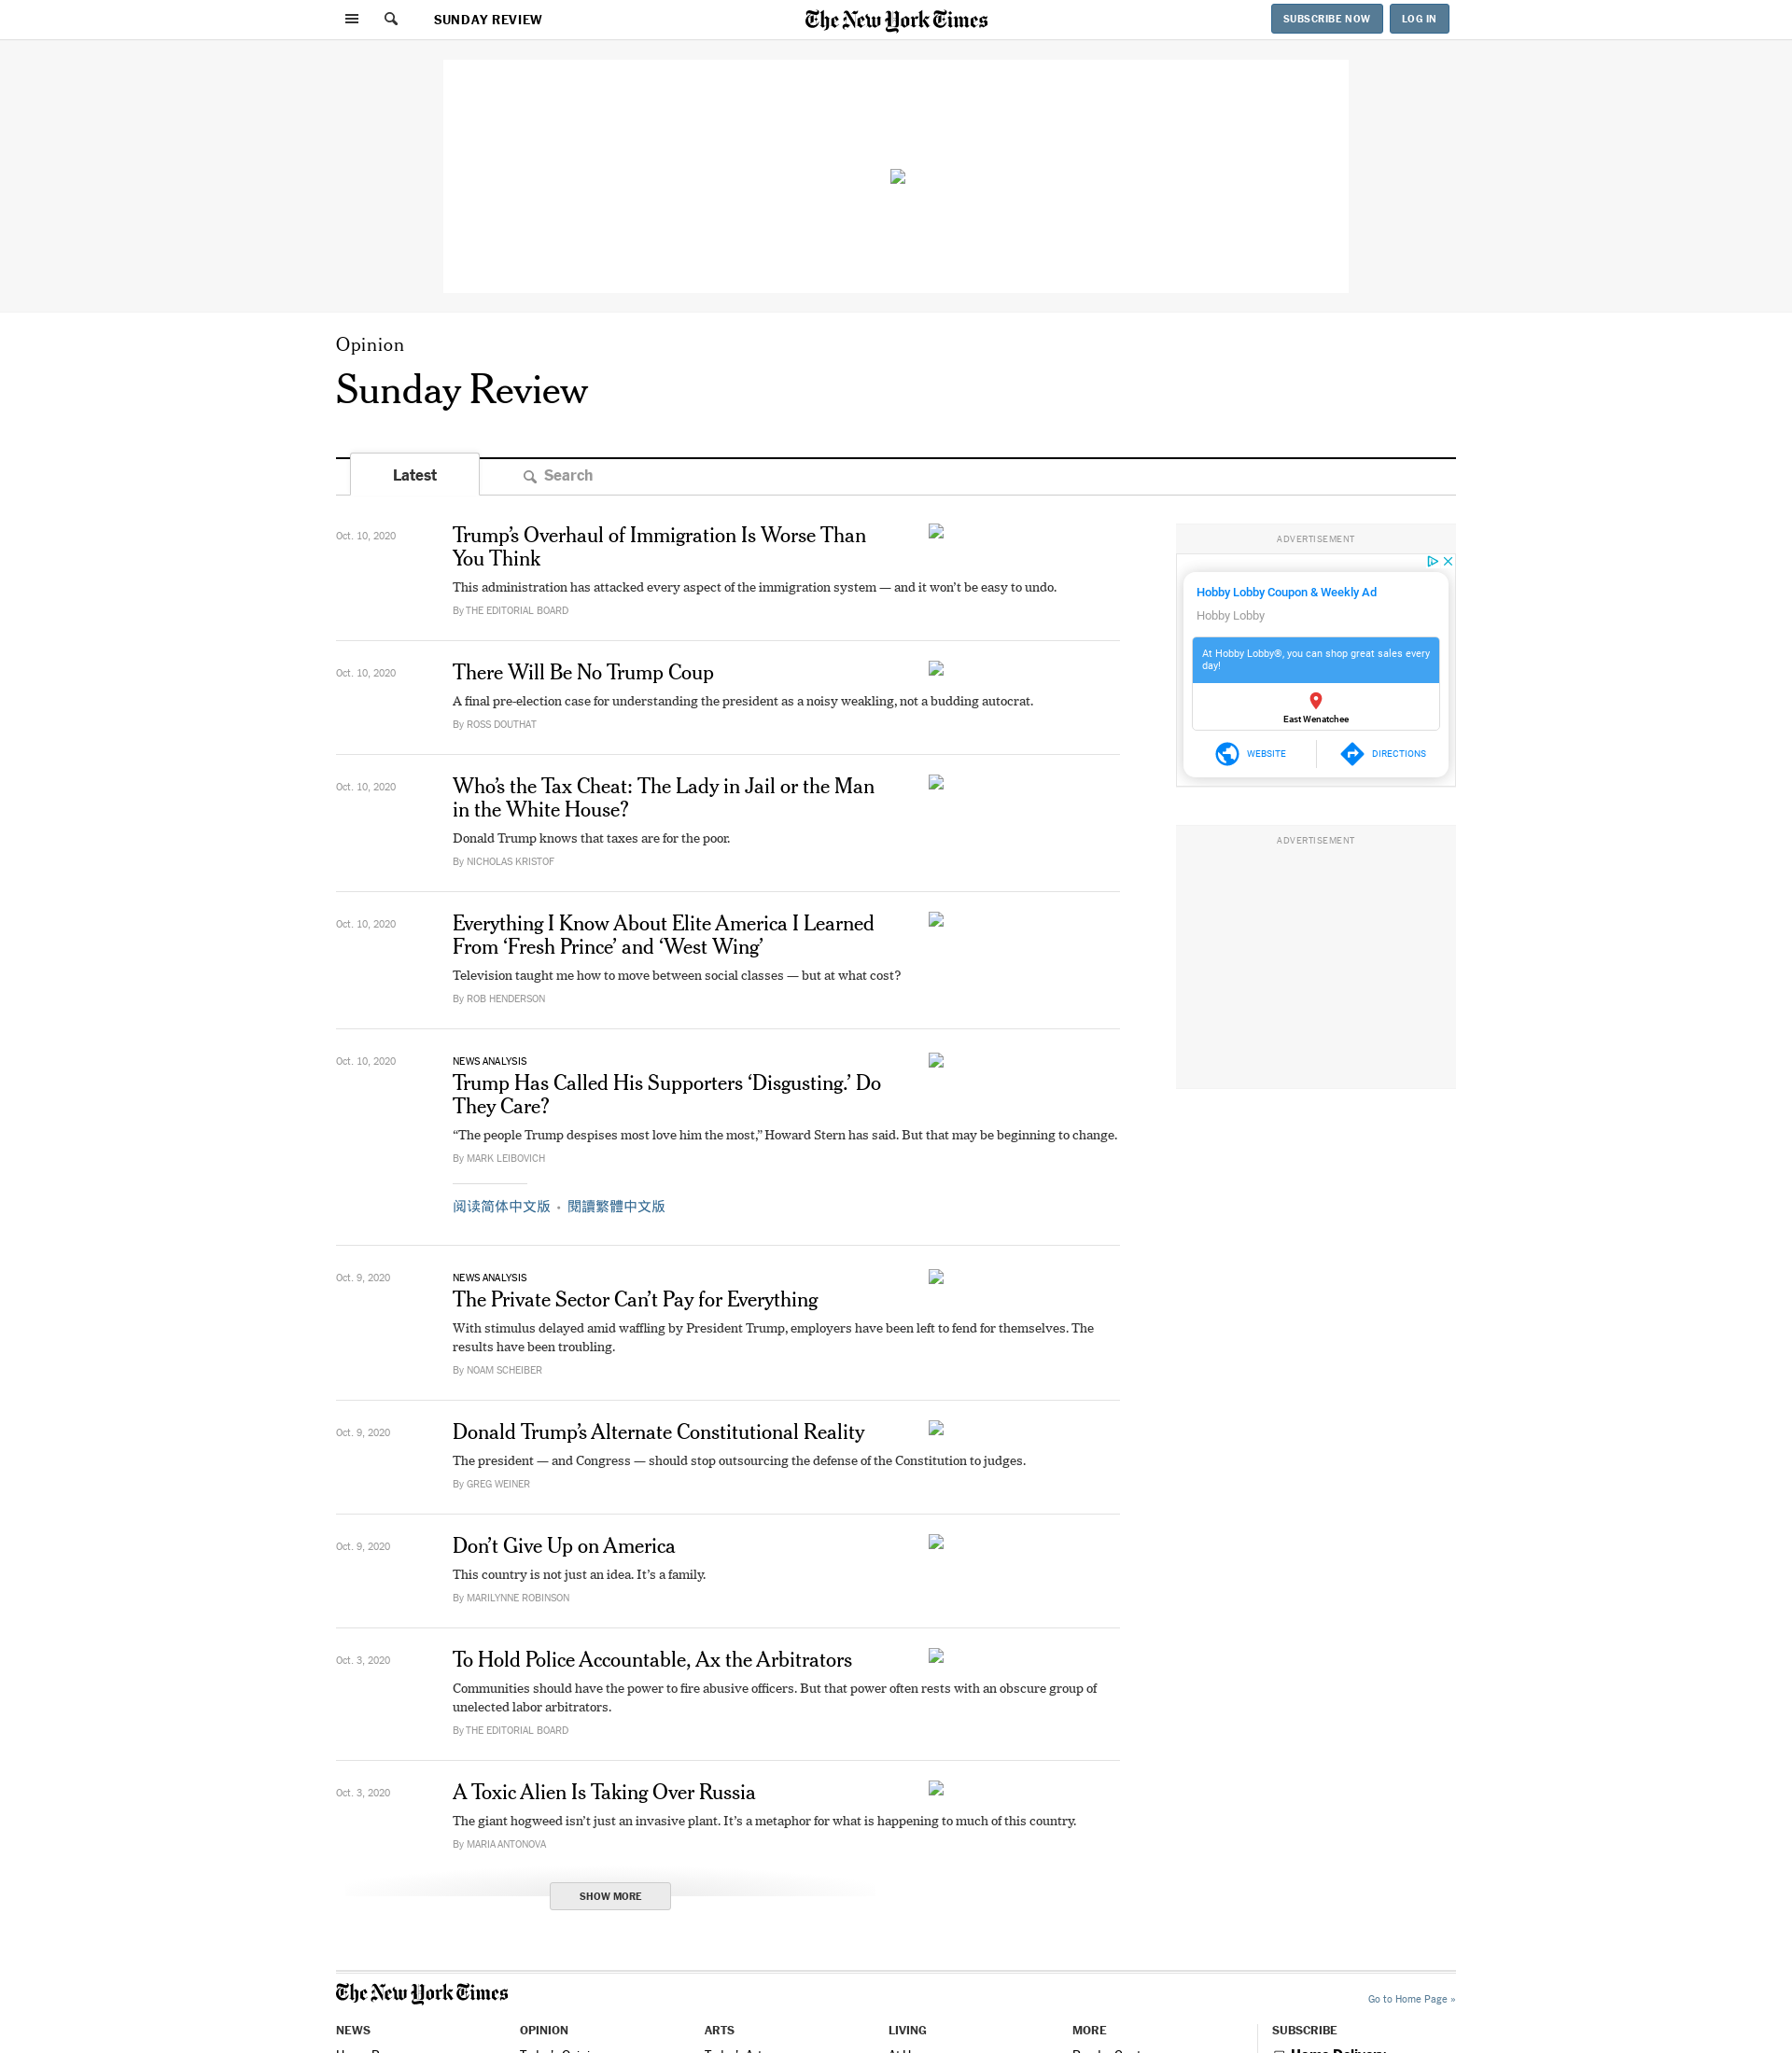 SUNDAY REVIEW
The New York Times
SUBSCRIBE NOW
LOG IN
Opinion
Sunday Review
Latest
Search
Oct. 10, 2020
Trump’s Overhaul of Immigration Is Worse Than
You Think
This administration has attacked every aspect of the immigration system — and it won’t be easy to undo.
By THE EDITORIAL BOARD
Oct. 10, 2020
There Will Be No Trump Coup
A final pre-election case for understanding the president as a noisy weakling, not a budding autocrat.
By ROSS DOUTHAT
Oct. 10, 2020
Who’s the Tax Cheat: The Lady in Jail or the Man
in the White House?
Donald Trump knows that taxes are for the poor.
By NICHOLAS KRISTOF
Oct. 10, 2020
Everything I Know About Elite America I Learned
From ‘Fresh Prince’ and ‘West Wing’
Television taught me how to move between social classes — but at what cost?
By ROB HENDERSON
Oct. 10, 2020
NEWS ANALYSIS
Trump Has Called His Supporters ‘Disgusting.’ Do
They Care?
“The people Trump despises most love him the most,” Howard Stern has said. But that may be beginning to change.
By MARK LEIBOVICH
阅读简体中文版 • 閱讀繁體中文版
Oct. 9, 2020
NEWS ANALYSIS
The Private Sector Can’t Pay for Everything
With stimulus delayed amid waffling by President Trump, employers have been left to fend for themselves. The
results have been troubling.
By NOAM SCHEIBER
Oct. 9, 2020
Donald Trump’s Alternate Constitutional Reality
The president — and Congress — should stop outsourcing the defense of the Constitution to judges.
By GREG WEINER
Oct. 9, 2020
Don’t Give Up on America
This country is not just an idea. It’s a family.
By MARILYNNE ROBINSON
Oct. 3, 2020
To Hold Police Accountable, Ax the Arbitrators
Communities should have the power to fire abusive officers. But that power often rests with an obscure group of
unelected labor arbitrators.
By THE EDITORIAL BOARD
Oct. 3, 2020
A Toxic Alien Is Taking Over Russia
The giant hogweed isn’t just an invasive plant. It’s a metaphor for what is happening to much of this country.
By MARIA ANTONOVA
SHOW MORE
ADVERTISEMENT
Hobby Lobby Coupon & Weekly Ad
Hobby Lobby
At Hobby Lobby®, you can shop great sales every
day!
East Wenatchee
WEBSITE
DIRECTIONS
ADVERTISEMENT
The New York Times
Go to Home Page »
NEWS
OPINION
ARTS
LIVING
MORE
SUBSCRIBE
Home Delivery